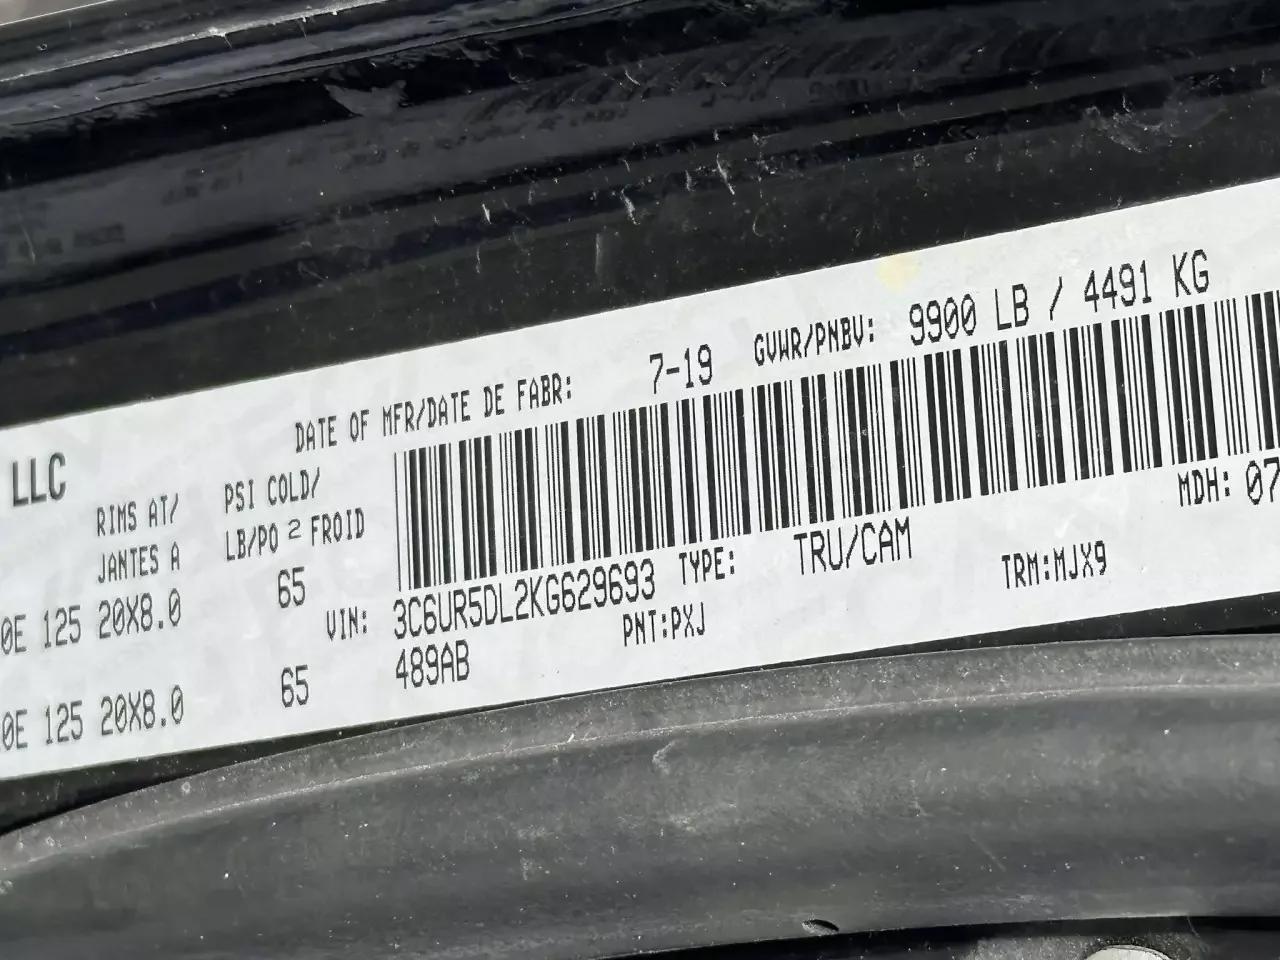 DATE OF MFR/DATE DE FABR: 7-19 GVWR/PNBV: 9900 LB / 4491 KG
LLC
RIMS AT/ PSI COLD/
JANTES A LB/PO 2 FROID
0E 125 20X8.0 65
0E 125 20X8.0 65
VIN: 3C6UR5DL2KG629693 TYPE: TRU/CAM MDH: 07
489AB PNT:PXJ TRM:MJX9